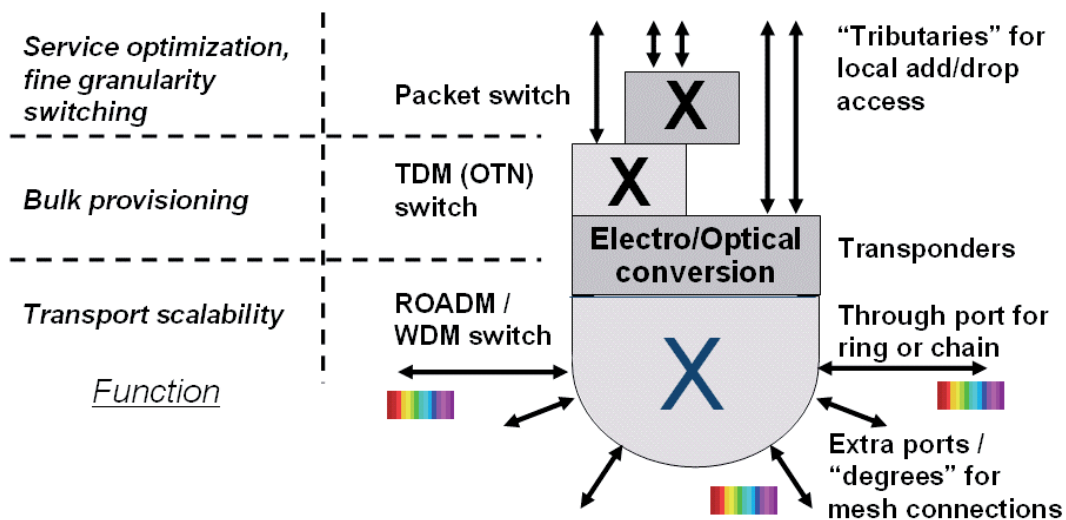 Service optimization,
fine granularity
switching
Packet switch
X
"Tributaries" for
local add/drop
access
Bulk provisioning
TDM (OTN)
switch
X
Electro/Optical
conversion
Transponders
Transport scalability
ROADM /
WDM switch
X
Through port for
ring or chain
Function
Extra ports /
"degrees" for
mesh connections